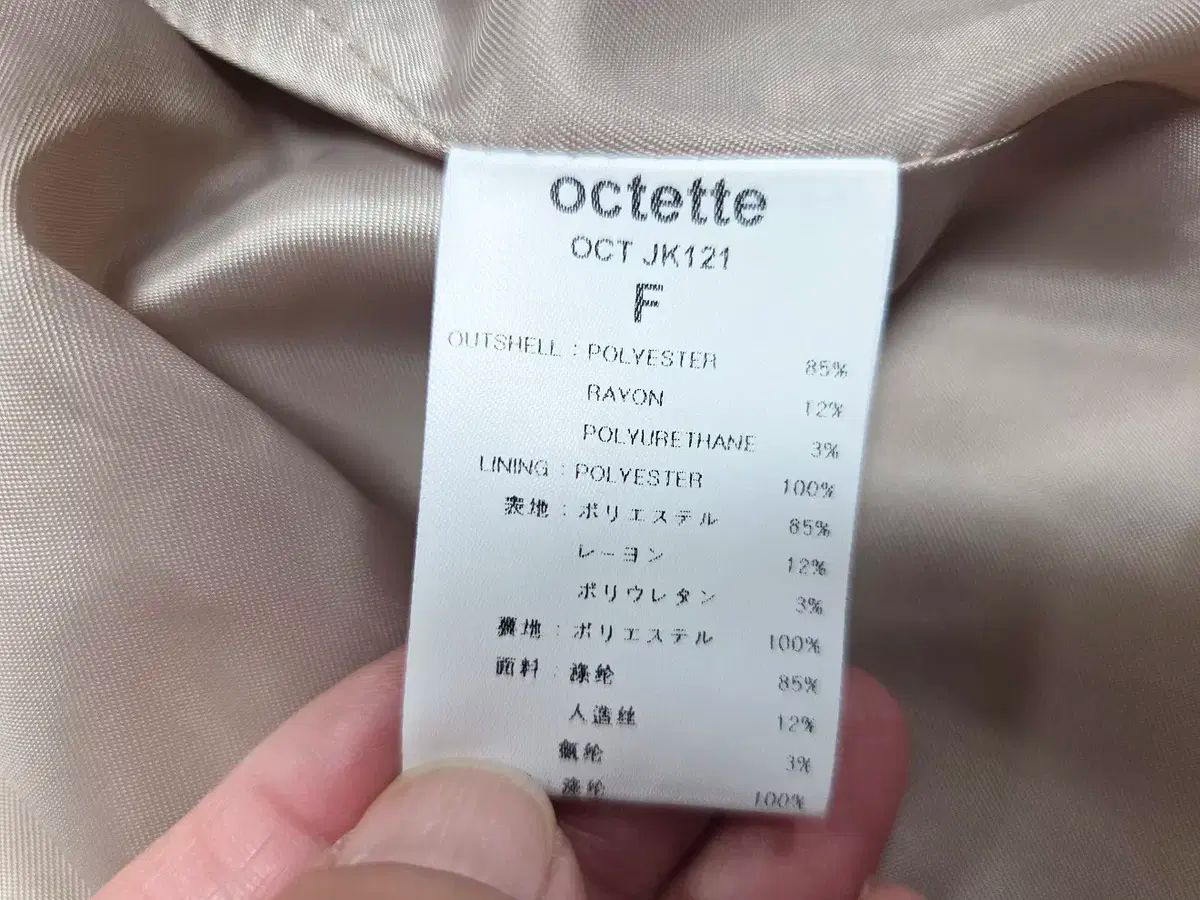 octette
OCT JK121
F
OUTSHELL : POLYESTER 85%
RAYON 12%
POLYURETHANE 3%
LINING : POLYESTER 100%
表地 : ポリエステル 85%
レーヨン 12%
ポリウレタン 3%
裏地 : ポリエステル 100%
面料 : 涤纶 85%
人造丝 12%
氨纶 3%
涤纶 100%